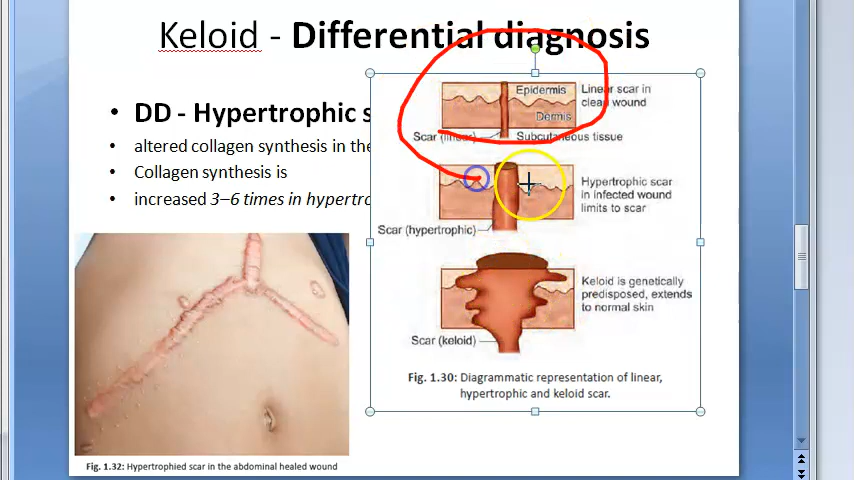 Keloid - Differential diagnosis
• DD - Hypertrophic s
• altered collagen synthesis in the
• Collagen synthesis is
• increased 3–6 times in hypertro
Epidermis
Dermis
Linear scar in
clean wound
Scar (linear)
Subcutaneous tissue
Hypertrophic scar
in infected wound
limits to scar
Scar (hypertrophic)
Keloid is genetically
predisposed, extends
to normal skin
Scar (keloid)
Fig. 1.30: Diagrammatic representation of linear,
hypertrophic and keloid scar.
Fig. 1.32: Hypertrophied scar in the abdominal healed wound